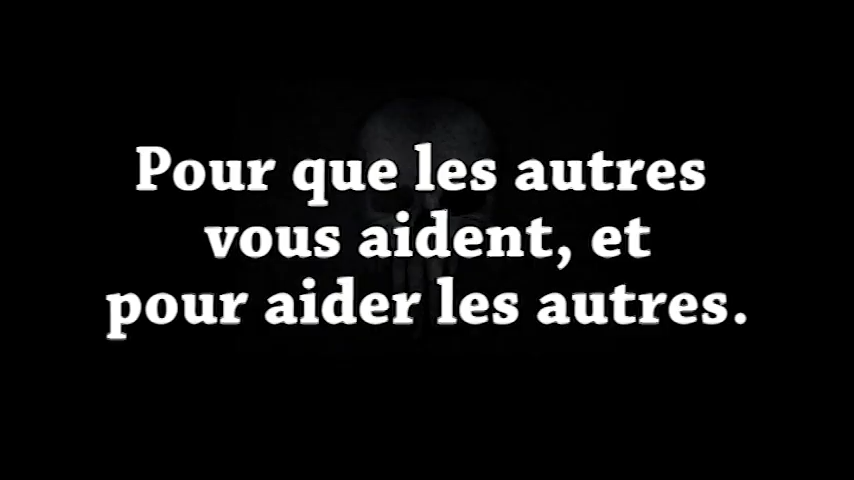 Pour que les autres
vous aident, et
pour aider les autres.